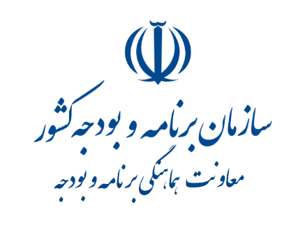 سازمان برنامه و بودجه کشور
معاونت هماهنگی برنامه و بودجه